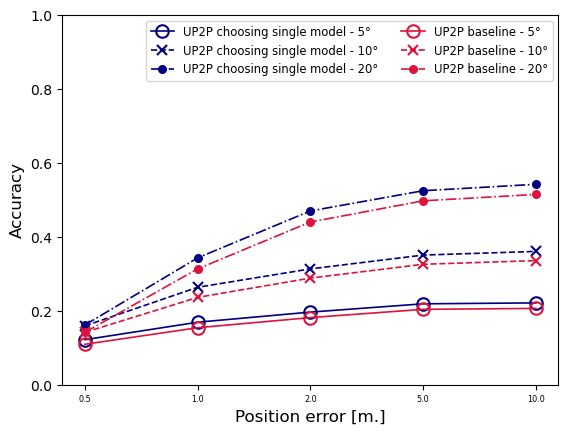 1.0
0.8
0.6
0.4
0.2
0.0
Accuracy
UP2P choosing single model - 5°
UP2P choosing single model - 10°
UP2P choosing single model - 20°
UP2P baseline - 5°
UP2P baseline - 10°
UP2P baseline - 20°
0.5 1.0 2.0 5.0 10.0
Position error [m.]